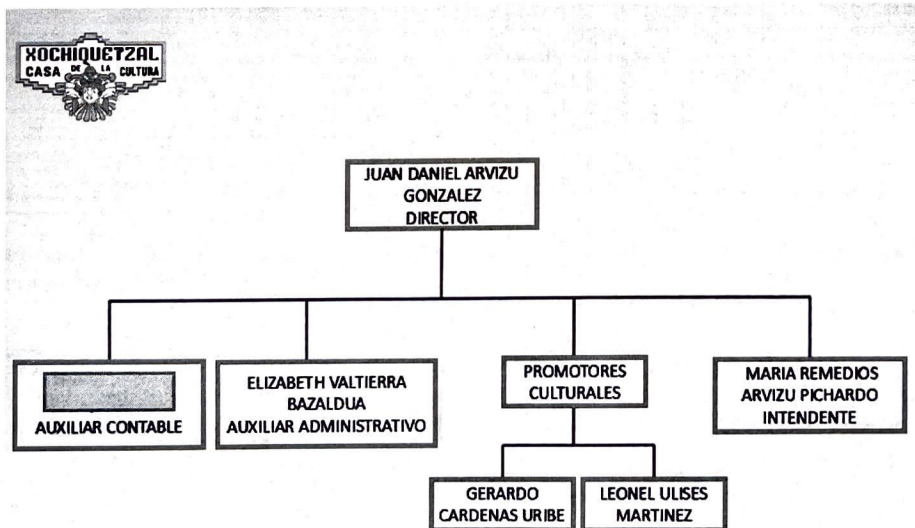 XOCHIQUETZAL
CASA DE LA CULTURA
JUAN DANIEL ARVIZU
GONZALEZ
DIRECTOR
AUXILIAR CONTABLE
ELIZABETH VALTIERRA
BAZALDUA
AUXILIAR ADMINISTRATIVO
PROMOTORES
CULTURALES
MARIA REMEDIOS
ARVIZU PICHARDO
INTENDENTE
GERARDO
CARDENAS URIBE
LEONEL ULISES
MARTINEZ